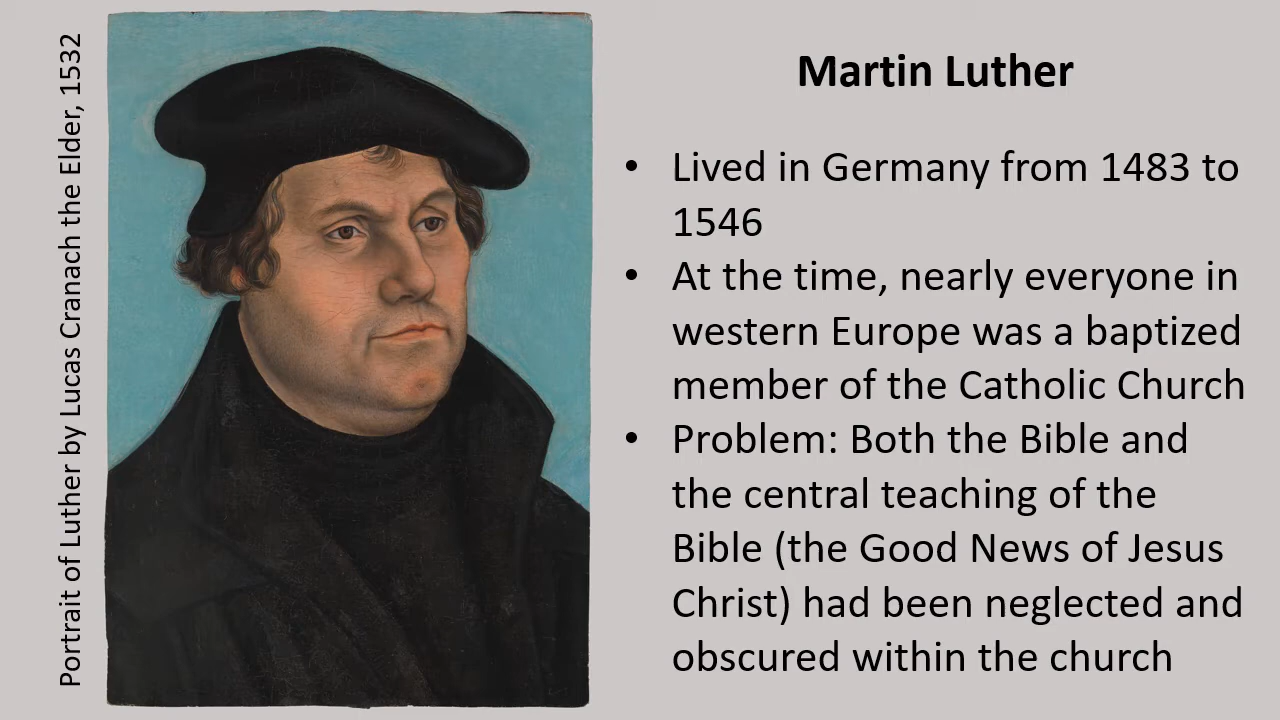 Portrait of Luther by Lucas Cranach the Elder, 1532
Martin Luther
• Lived in Germany from 1483 to
1546
• At the time, nearly everyone in
western Europe was a baptized
member of the Catholic Church
• Problem: Both the Bible and
the central teaching of the
Bible (the Good News of Jesus
Christ) had been neglected and
obscured within the church